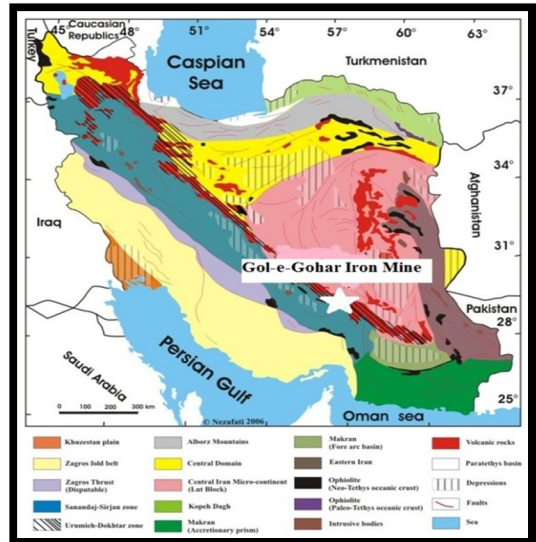 45°
48°
51°
54°
57°
60°
63°
Caucasian
Republics
Turkey
Caspian
Sea
Turkmenistan
37°
34°
Afghanistan
Iraq
31°
Gol-e-Gohar Iron Mine
Pakistan
28°
Persian Gulf
Saudi Arabia
25°
0 100 200 300 km
© Nezafati 2006
Oman sea
Khuzestan plain
Alborz Mountains
Makran
(Fore arc basin)
Volcanic rocks
Zagros fold belt
Central Domain
Eastern Iran
Paratethys basin
Zagros Thrust
(Disputable)
Central Iran Micro-continent
(Lut Block)
Ophiolite
(Neo-Tethys oceanic crust)
Depressions
Sanandaj-Sirjan zone
Kopeh Dagh
Ophiolite
(Paleo-Tethys oceanic crust)
Faults
Urumieh-Dokhtar zone
Makran
(Accretionary prism)
Intrusive bodies
Sea